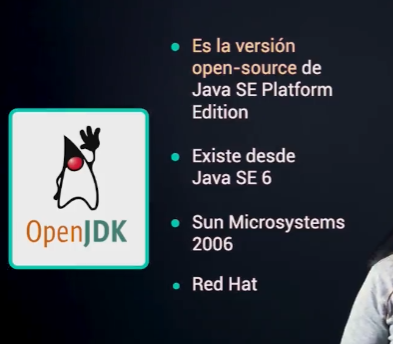 Es la versión
open-source de
Java SE Platform
Edition
Existe desde
Java SE 6
Sun Microsystems
2006
Red Hat
OpenJDK